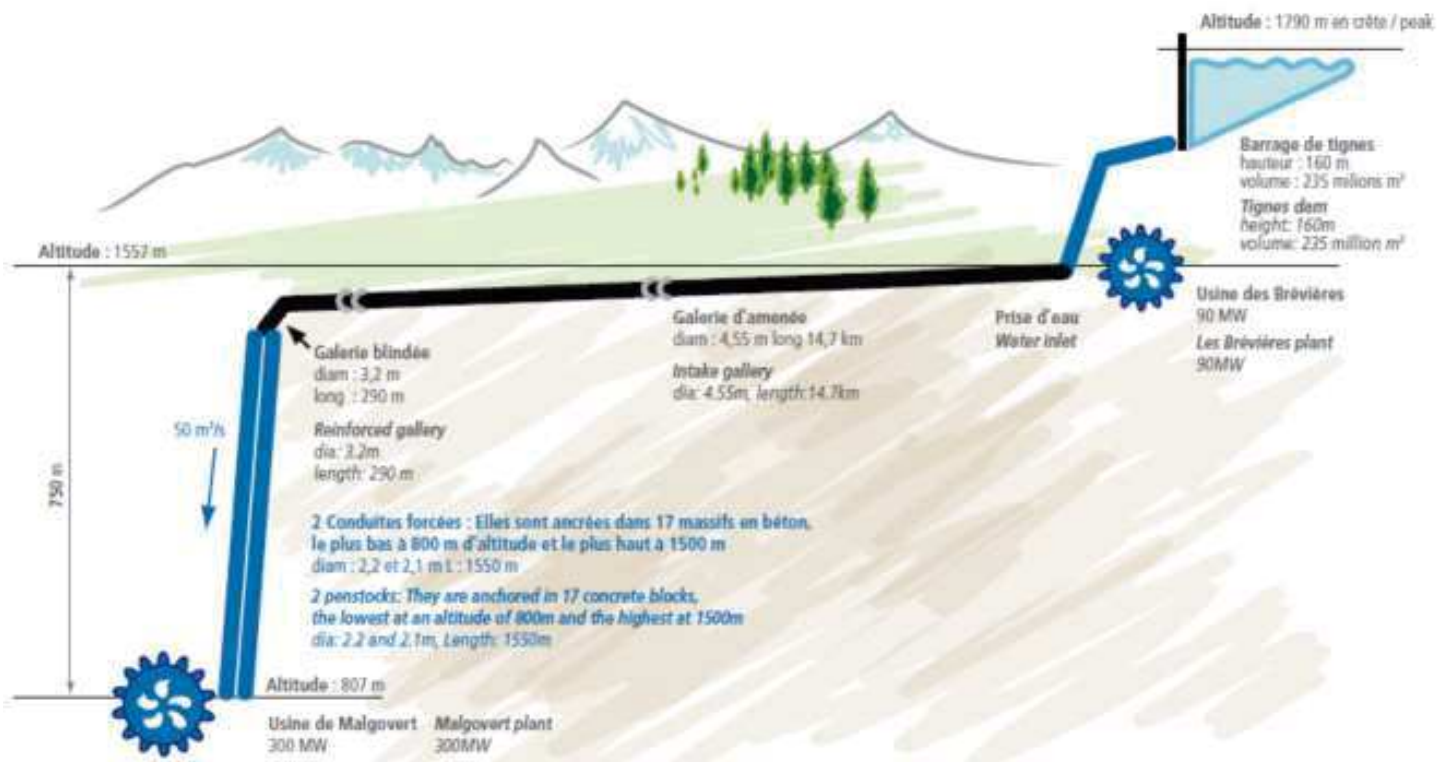 Altitude : 1790 m en crête / peak
Barrage de tignes
hauteur : 160 m
volume : 235 milions m³
Tignes dem
height: 160m
volume: 235 million m³
Altitude : 1557 m
Usine des Brévières
90 MW
Les Brévières plant
90MW
Prise d'eau
Water inlet
Galerie d'amenée
diam : 4,55 m long 14,7 km
Intake gallery
dia: 4.55m, length:14.7km
Galerie blindée
diam : 3,2 m
long : 290 m
Reinforced gallery
dia: 3.2m
length: 290 m
50 m³/s
750 m
2 Conduites forcées : Elles sont ancrées dans 17 massifs en béton,
le plus bas à 800 m d'altitude et le plus haut à 1500 m
diam : 2,2 et 2,1 m L : 1550 m
2 penstocks: They are anchored in 17 concrete blocks,
the lowest at an altitude of 800m and the highest at 1500m
dia: 2.2 and 2.1m, Length: 1550m
Altitude : 807 m
Usine de Malgovert
300 MW
Malgovert plant
300MW